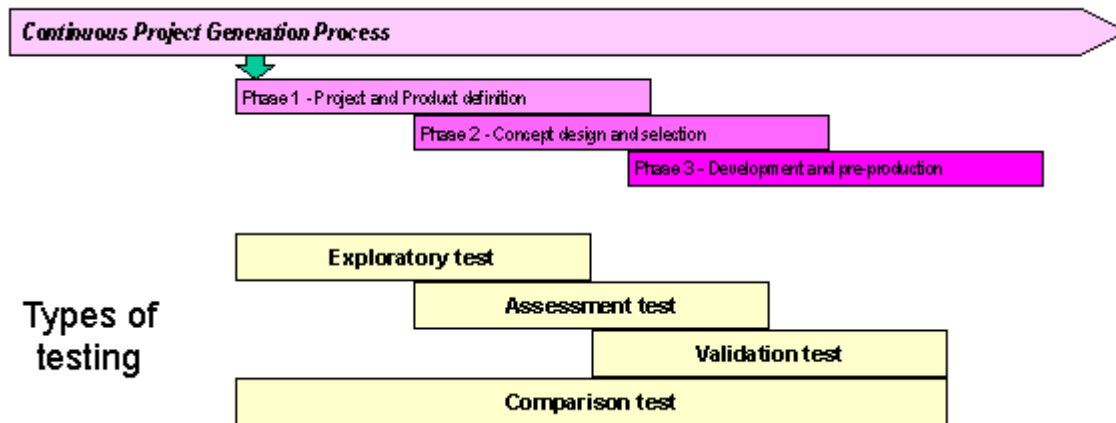 Continuous Project Generation Process
Phase 1 - Project and Product definition
Phase 2 - Concept design and selection
Phase 3 - Development and pre-production
Exploratory test
Assessment test
Types of
testing
Validation test
Comparison test